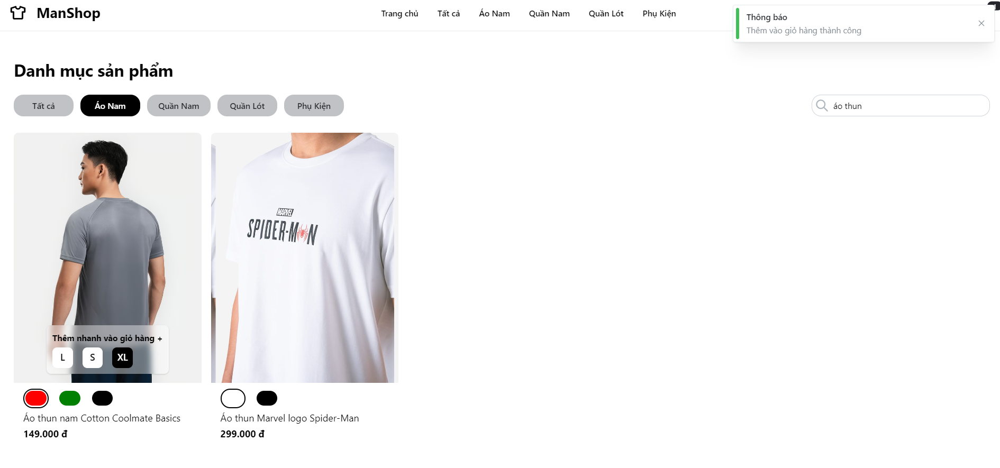 ManShop
Trang chủ
Tất cả
Áo Nam
Quần Nam
Quần Lót
Phụ Kiện
Thông báo
Thêm vào giỏ hàng thành công
Danh mục sản phẩm
Tất cả
Áo Nam
Quần Nam
Quần Lót
Phụ Kiện
áo thun
MARVEL
SPIDER-MAN
Thêm nhanh vào giỏ hàng +
L
S
XL
Áo thun nam Cotton Coolmate Basics
149.000 đ
Áo thun Marvel logo Spider-Man
299.000 đ